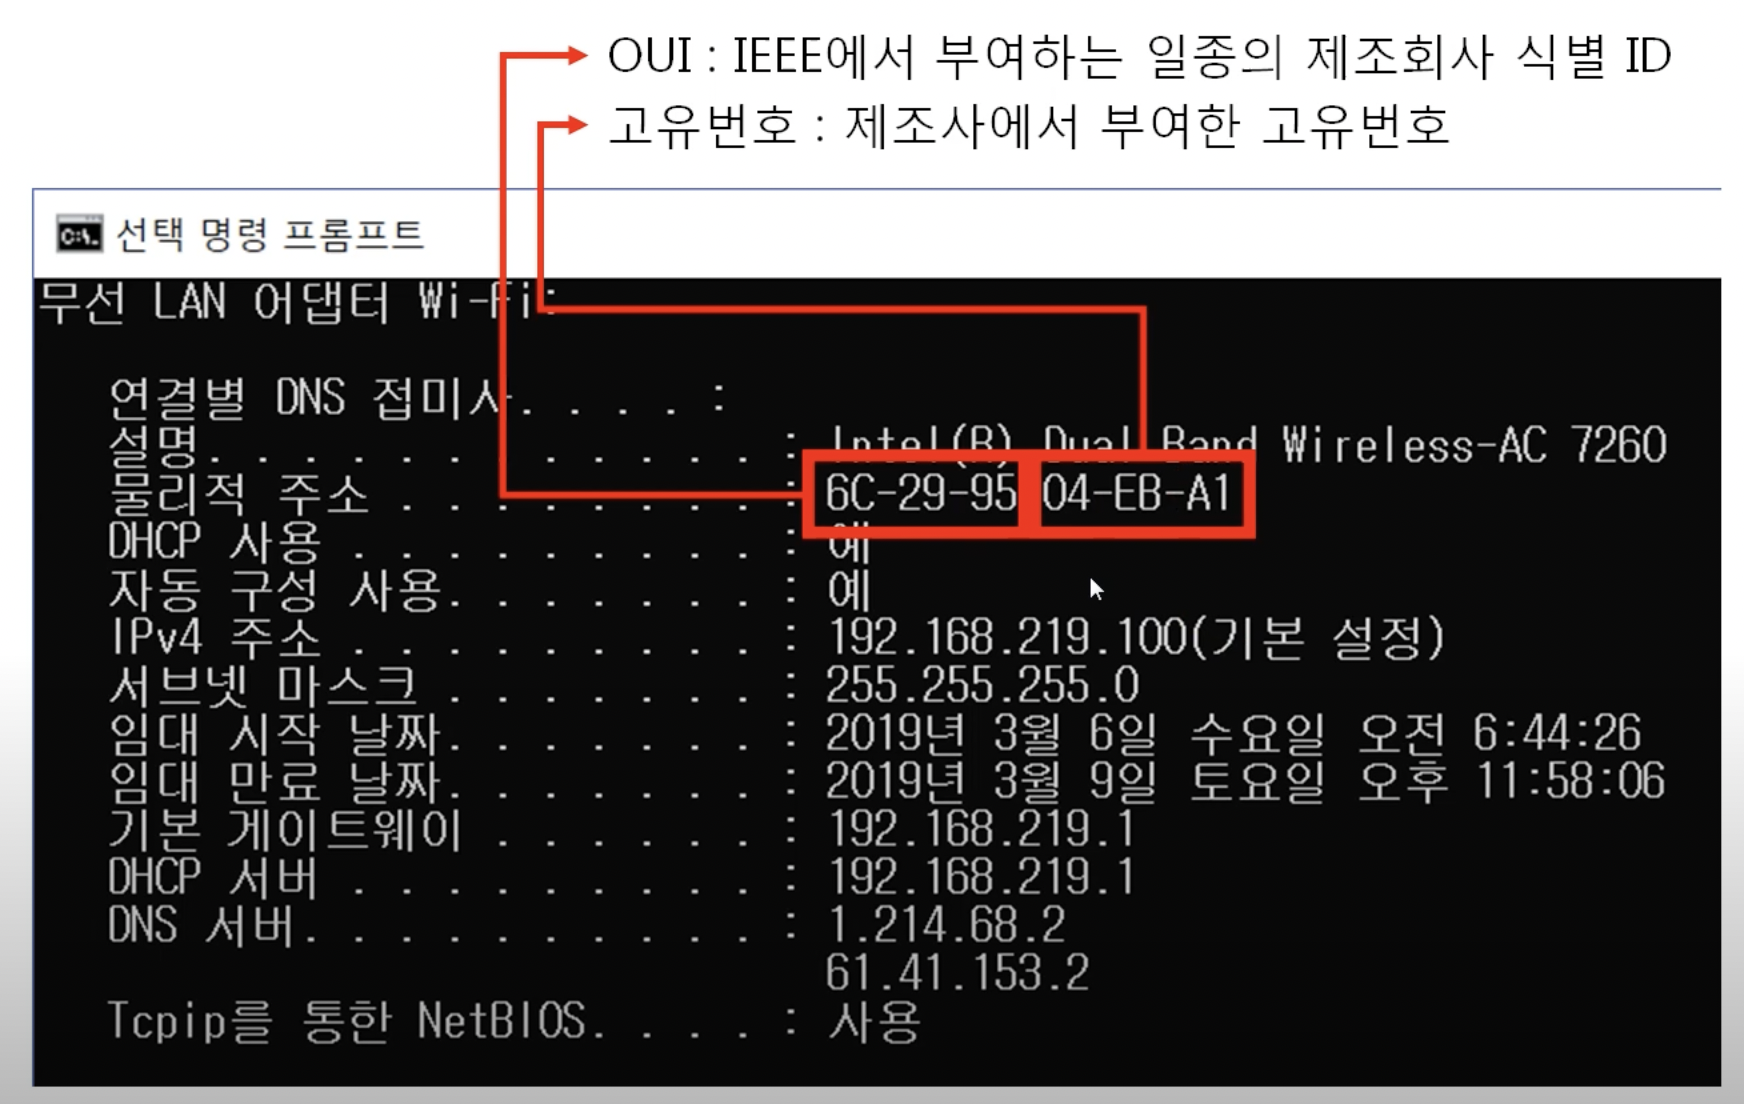 OUI : IEEE에서 부여하는 일종의 제조회사 식별 ID
고유번호 : 제조사에서 부여한 고유번호
선택 명령 프롬프트
무선 LAN 어댑터 Wi-Fi:
연결별 DNS 접미사. . . . :
설명. . . . . . . . . . . . : Intel(R) Dual Band Wireless-AC 7260
물리적 주소 . . . . . . . . : 6C-29-95 04-EB-A1
DHCP 사용 . . . . . . . . . : 예
자동 구성 사용. . . . . . . : 예
IPv4 주소 . . . . . . . . . : 192.168.219.100(기본 설정)
서브넷 마스크 . . . . . . . : 255.255.255.0
임대 시작 날짜. . . . . . . : 2019년 3월 6일 수요일 오전 6:44:26
임대 만료 날짜. . . . . . . : 2019년 3월 9일 토요일 오후 11:58:06
기본 게이트웨이 . . . . . . : 192.168.219.1
DHCP 서버 . . . . . . . . . : 192.168.219.1
DNS 서버. . . . . . . . . . : 1.214.68.2
61.41.153.2
Tcpip를 통한 NetBIOS. . . . : 사용